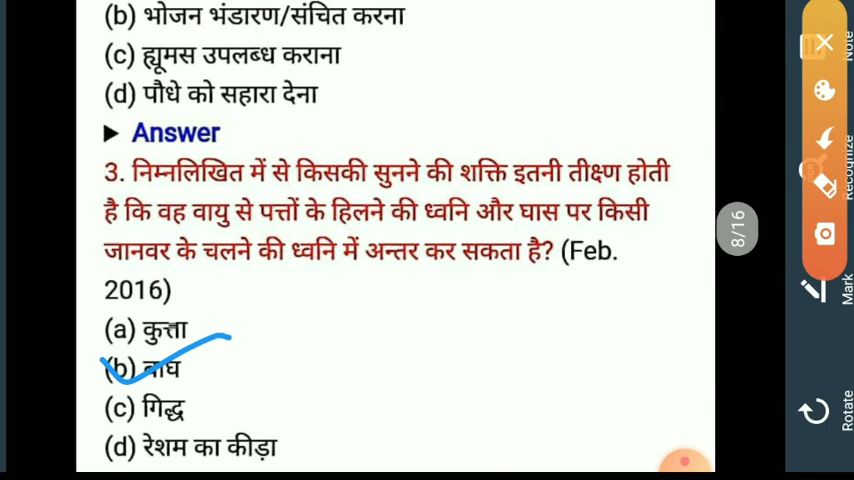 (b) भोजन भंडारण/संचित करना
(c) ह्यूमस उपलब्ध कराना
(d) पौधे को सहारा देना
► Answer
3. निम्नलिखित में से किसकी सुनने की शक्ति इतनी तीक्ष्ण होती
है कि वह वायु से पत्तों के हिलने की ध्वनि और घास पर किसी
जानवर के चलने की ध्वनि में अन्तर कर सकता है? (Feb.
2016)
(a) कुत्ता
(b) बाघ
(c) गिद्ध
(d) रेशम का कीड़ा
8/16
Note
Recognize
Mark
Rotate